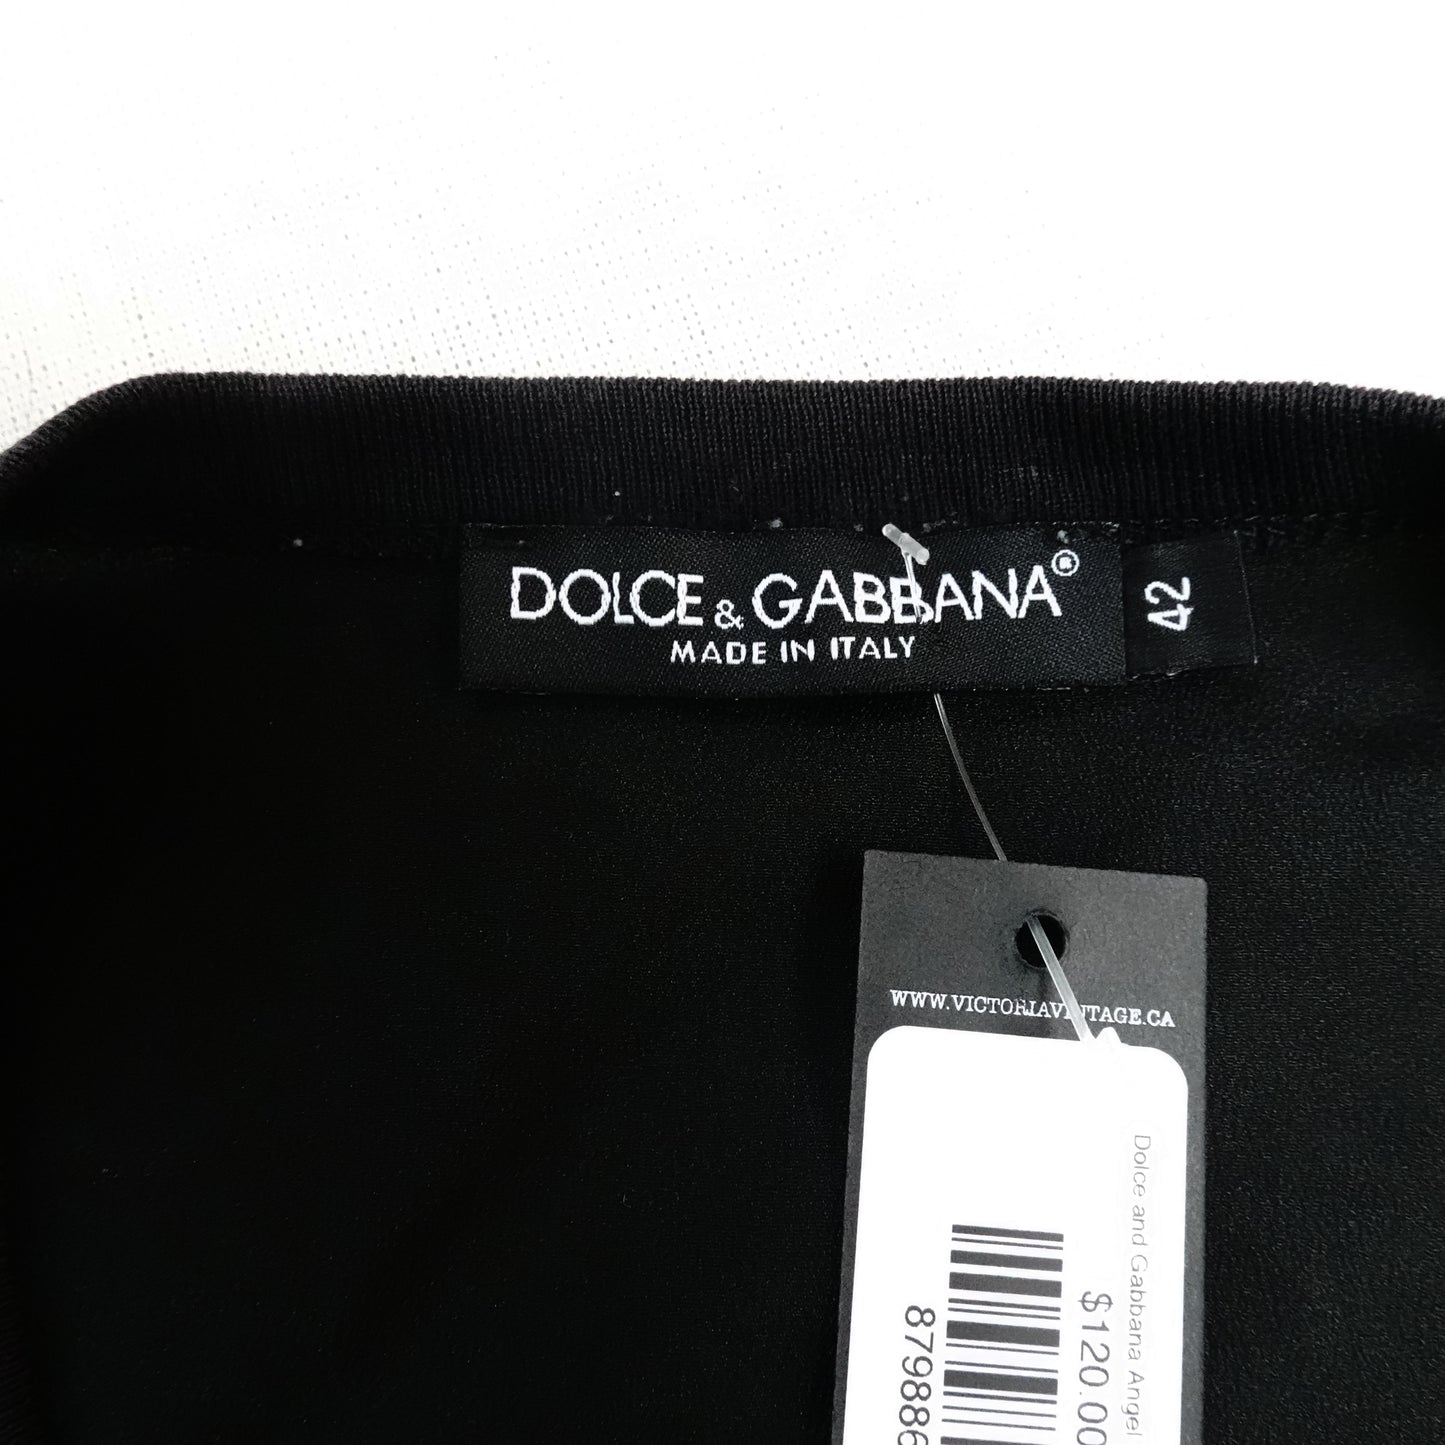 DOLCE & GABBANA®
MADE IN ITALY
42
WWW.VICTORIAVINTAGE.CA
Dolce and Gabbana Angel
$120.00
879886